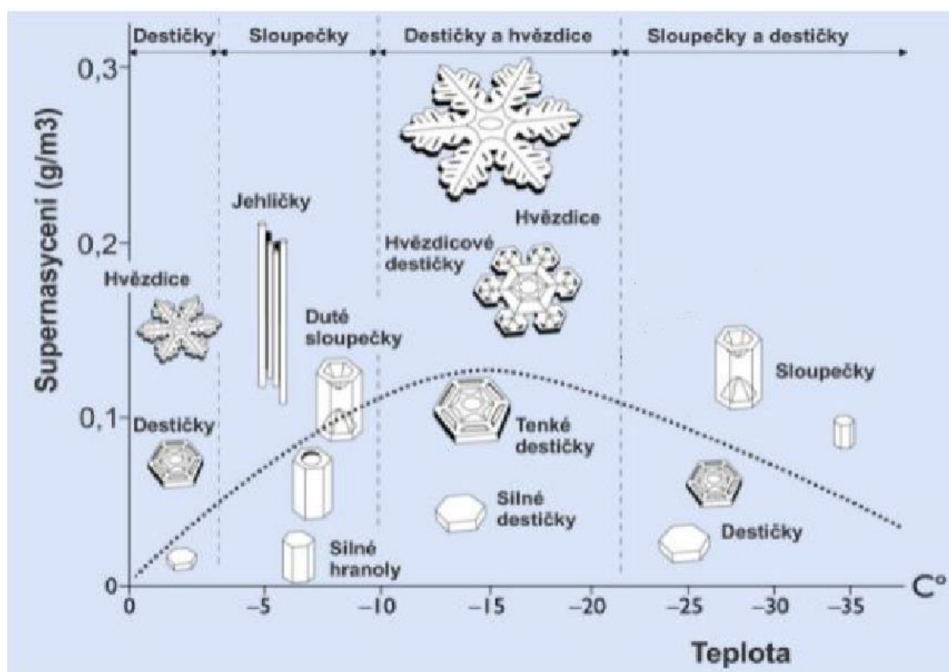 Destičky
Sloupečky
Destičky a hvězdice
Sloupečky a destičky
Supernasycení (g/m3)
0,3
0,2
0,1
0
Jehličky
Hvězdice
Hvězdicové
destičky
Hvězdice
Duté
sloupečky
Sloupečky
Destičky
Tenké
destičky
Silné
destičky
Destičky
Silné
hranoly
0
–5
–10
–15
–20
–25
–30
–35
C°
Teplota